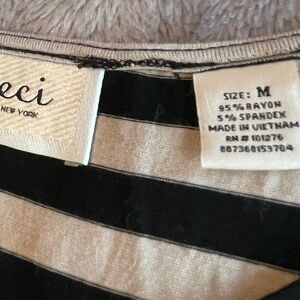 eci
NEW YORK
SIZE: M
95% RAYON
5% SPANDEX
MADE IN VIETNAM
RN# 101276
887368153704